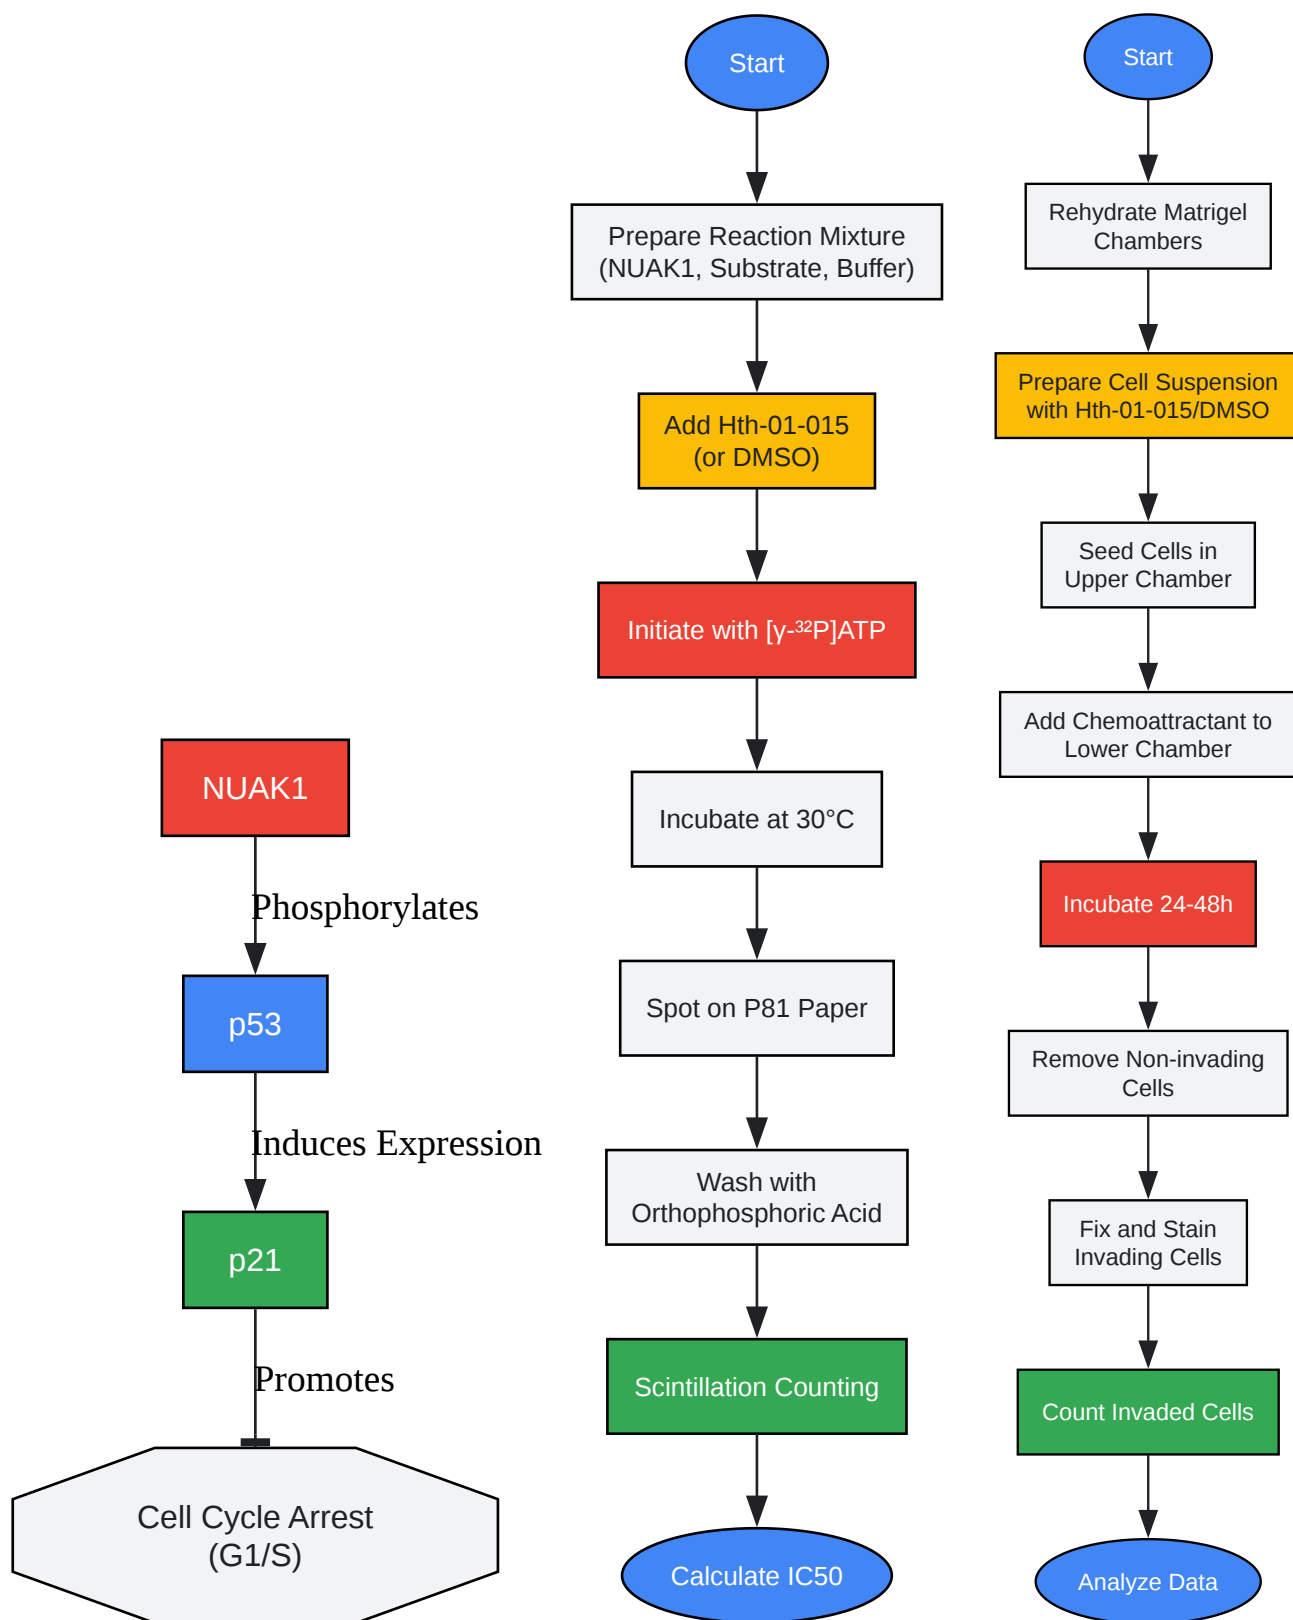 NUAK1
Phosphorylates
p53
Induces Expression
p21
Promotes
Cell Cycle Arrest
(G1/S)
Start
Prepare Reaction Mixture
(NUAK1, Substrate, Buffer)
Add Hth-01-015
(or DMSO)
Initiate with [γ-³²P]ATP
Incubate at 30°C
Spot on P81 Paper
Wash with
Orthophosphoric Acid
Scintillation Counting
Calculate IC50
Start
Rehydrate Matrigel
Chambers
Prepare Cell Suspension
with Hth-01-015/DMSO
Seed Cells in
Upper Chamber
Add Chemoattractant to
Lower Chamber
Incubate 24-48h
Remove Non-invading
Cells
Fix and Stain
Invading Cells
Count Invaded Cells
Analyze Data